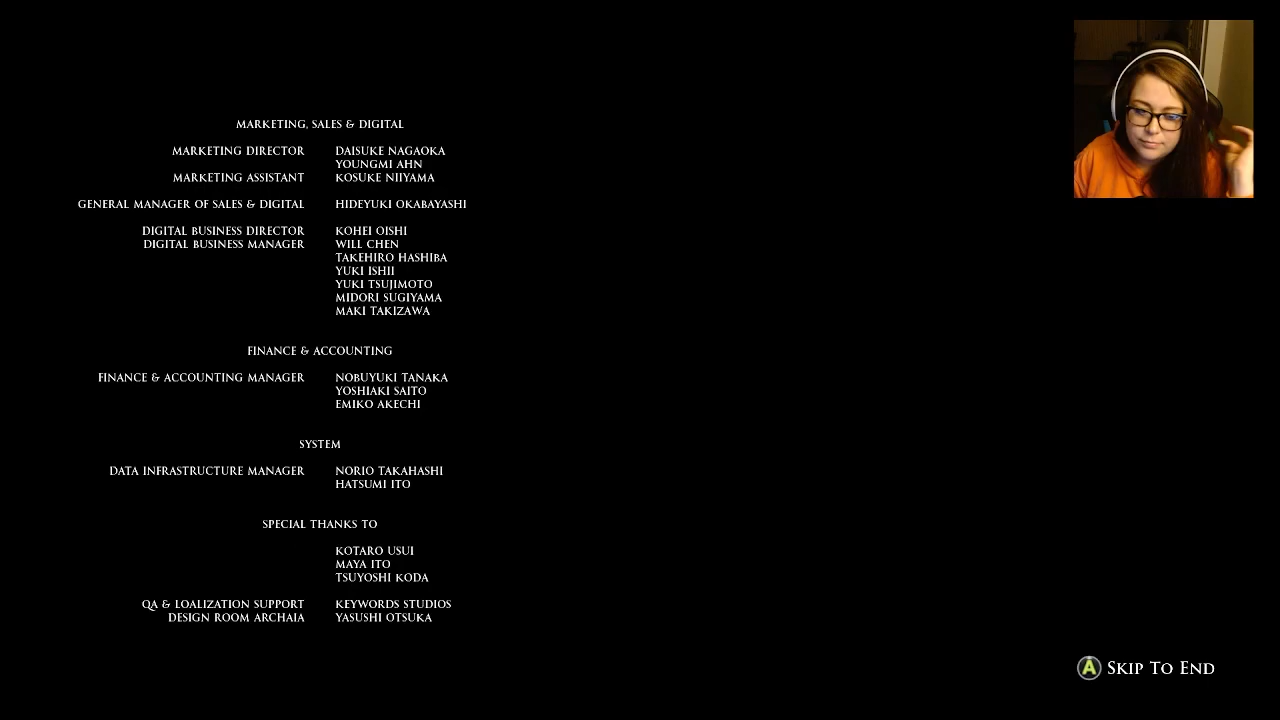 MARKETING, SALES & DIGITAL
MARKETING DIRECTOR DAISUKE NAGAOKA
YOUNGMI AHN
MARKETING ASSISTANT KOSUKE NIIYAMA
GENERAL MANAGER OF SALES & DIGITAL HIDEYUKI OKABAYASHI
DIGITAL BUSINESS DIRECTOR KOHEI OISHI
DIGITAL BUSINESS MANAGER WILL CHEN
TAKEHIRO HASHIBA
YUKI ISHII
YUKI TSUJIMOTO
MIDORI SUGIYAMA
MAKI TAKIZAWA
FINANCE & ACCOUNTING
FINANCE & ACCOUNTING MANAGER NOBUYUKI TANAKA
YOSHIAKI SAITO
EMIKO AKECHI
SYSTEM
DATA INFRASTRUCTURE MANAGER NORIO TAKAHASHI
HATSUMI ITO
SPECIAL THANKS TO
KOTARO USUI
MAYA ITO
TSUYOSHI KODA
QA & LOALIZATION SUPPORT KEYWORDS STUDIOS
DESIGN ROOM ARCHAIA YASUSHI OTSUKA
A SKIP TO END